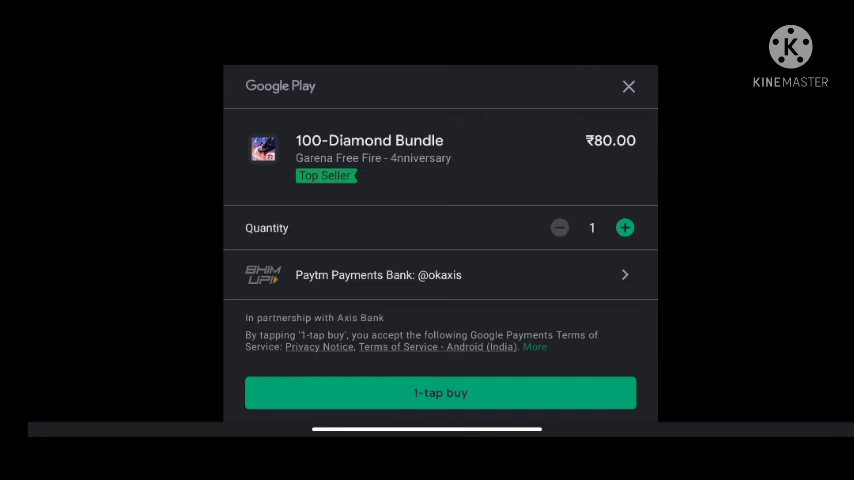 KINEMASTER
Google Play
100-Diamond Bundle
₹80.00
Garena Free Fire - 4nniversary
Top Seller
Quantity
1
BHIM
UPI
Paytm Payments Bank: @okaxis
In partnership with Axis Bank
By tapping '1-tap buy', you accept the following Google Payments Terms of
Service: Privacy Notice, Terms of Service - Android (India). More
1-tap buy